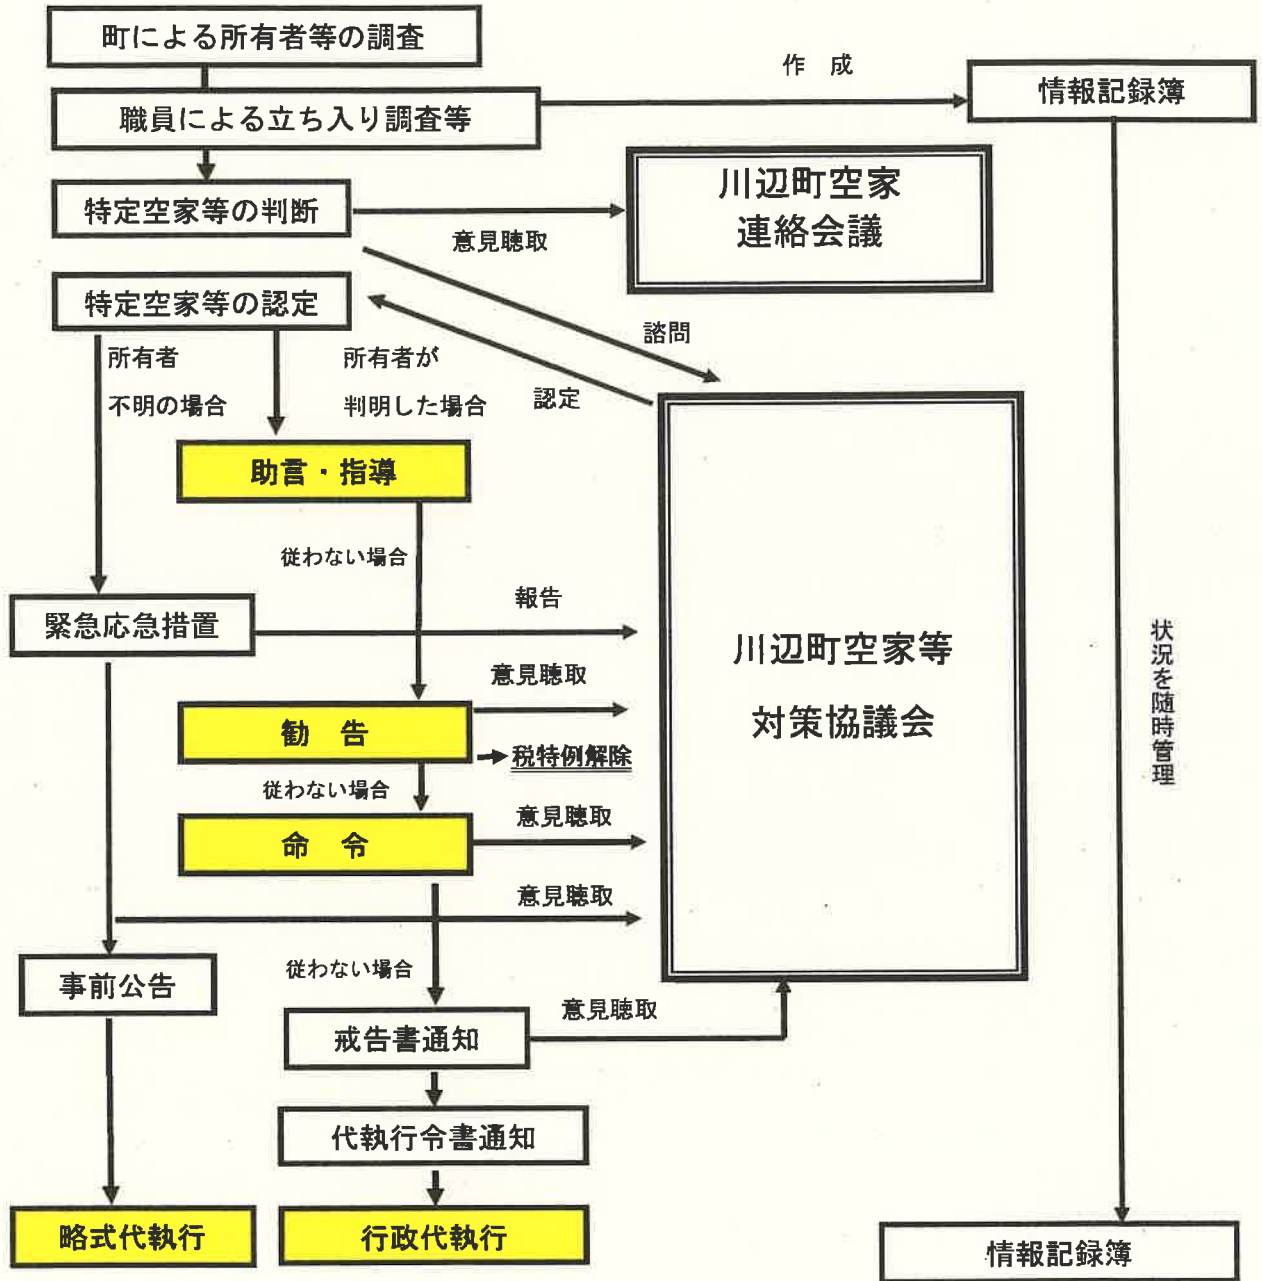 町による所有者等の調査
作　成
情報記録簿
職員による立ち入り調査等
川辺町空家
連絡会議
特定空家等の判断
意見聴取
特定空家等の認定
諮問
認定
所有者
不明の場合
所有者が
判明した場合
助言・指導
従わない場合
緊急応急措置
報告
川辺町空家等
対策協議会
状況を随時管理
意見聴取
勧　告
税特例解除
従わない場合
命　令
意見聴取
意見聴取
事前公告
従わない場合
意見聴取
戒告書通知
代執行令書通知
略式代執行
行政代執行
情報記録簿